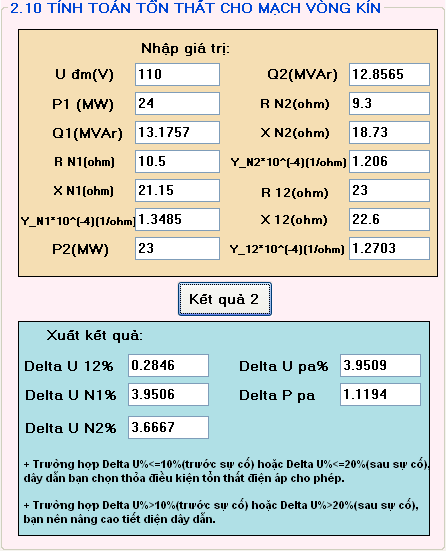 2.10 TÍNH TOÁN TỔN THẤT CHO MẠCH VÒNG KÍN
Nhập giá trị:
U đm(V) 110 Q2(MVAr) 12.8565
P1 (MW) 24 R N2(ohm) 9.3
Q1(MVAr) 13.1757 X N2(ohm) 18.73
R N1(ohm) 10.5 Y_N2*10^(-4)(1/ohm) 1.206
X N1(ohm) 21.15 R 12(ohm) 23
Y_N1*10^(-4)(1/ohm) 1.3485 X 12(ohm) 22.6
P2(MW) 23 Y_12*10^(-4)(1/ohm) 1.2703
Kết quả 2
Xuất kết quả:
Delta U 12% 0.2846 Delta U pa% 3.9509
Delta U N1% 3.9506 Delta P pa 1.1194
Delta U N2% 3.6667
+ Trường hợp Delta U%<=10%(trước sự cố) hoặc Delta U%<=20%(sau sự cố),
dây dẫn bạn chọn thỏa điều kiện tổn thất điện áp cho phép.
+ Trường hợp Delta U%>10%(trước sự cố) hoặc Delta U%>20%(sau sự cố),
bạn nên nâng cao tiết diện dây dẫn.